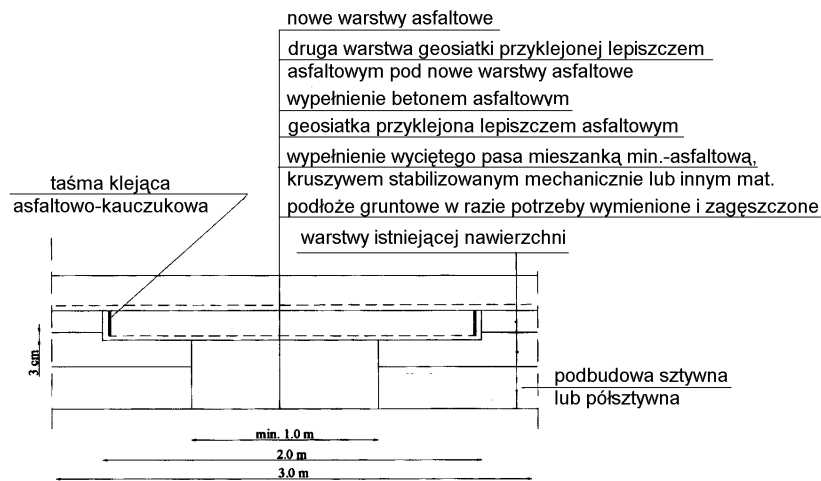 nowe warstwy asfaltowe
druga warstwa geosiatki przyklejonej lepiszczem
asfaltowym pod nowe warstwy asfaltowe
wypełnienie betonem asfaltowym
geosiatka przyklejona lepiszczem asfaltowym
wypełnienie wyciętego pasa mieszanką min.-asfaltową,
kruszywem stabilizowanym mechanicznie lub innym mat.
podłoże gruntowe w razie potrzeby wymienione i zagęszczone
warstwy istniejącej nawierzchni
taśma klejąca
asfaltowo-kauczukowa
3 cm
podbudowa sztywna
lub półsztywna
min. 1.0 m
2.0 m
3.0 m